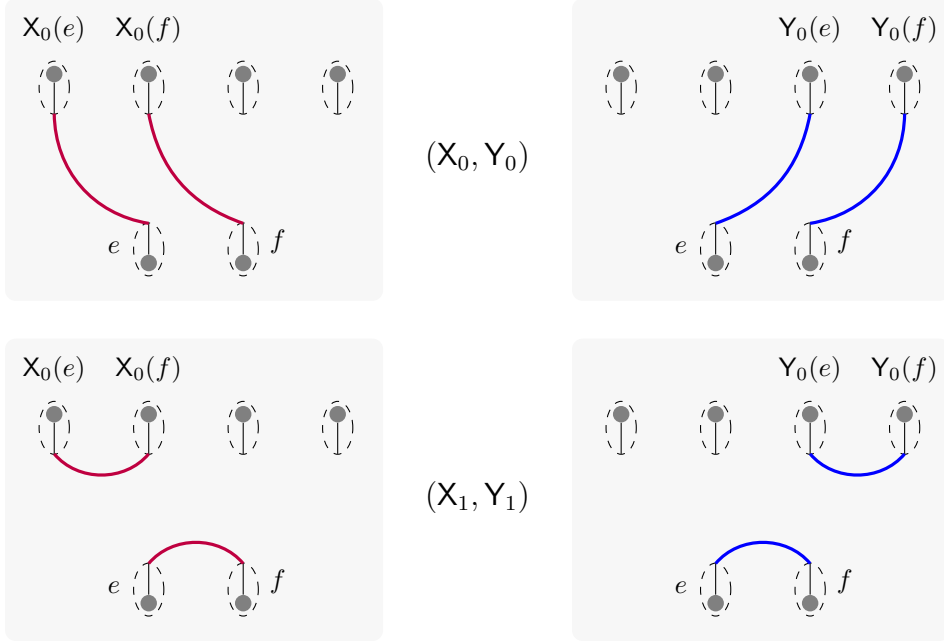 X₀(e) X₀(f) Y₀(e) Y₀(f)
(X₀, Y₀)
e f e f
X₀(e) X₀(f) Y₀(e) Y₀(f)
(X₁, Y₁)
e f e f